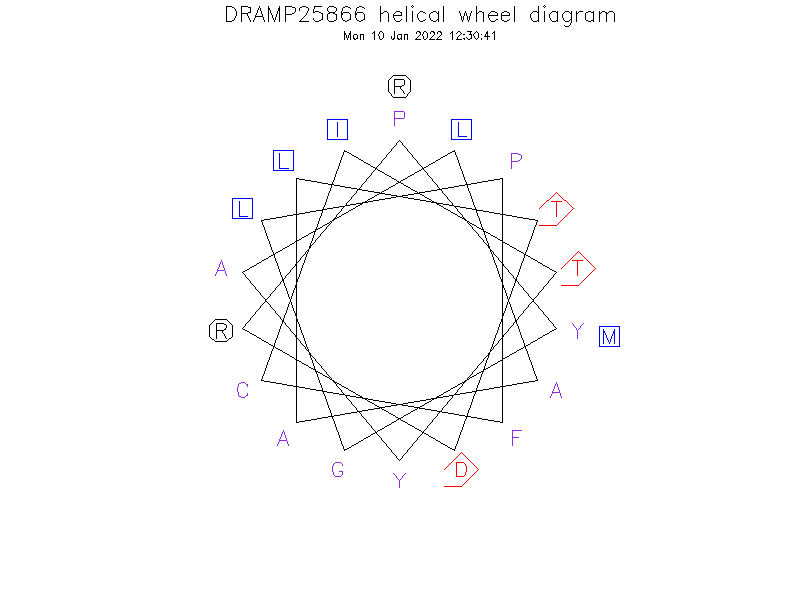 DRAMP25866 helical wheel diagram
Mon 10 Jan 2022 12:30:41
R
I P L
L P
L T
A T
R Y M
C A
A F
G Y D